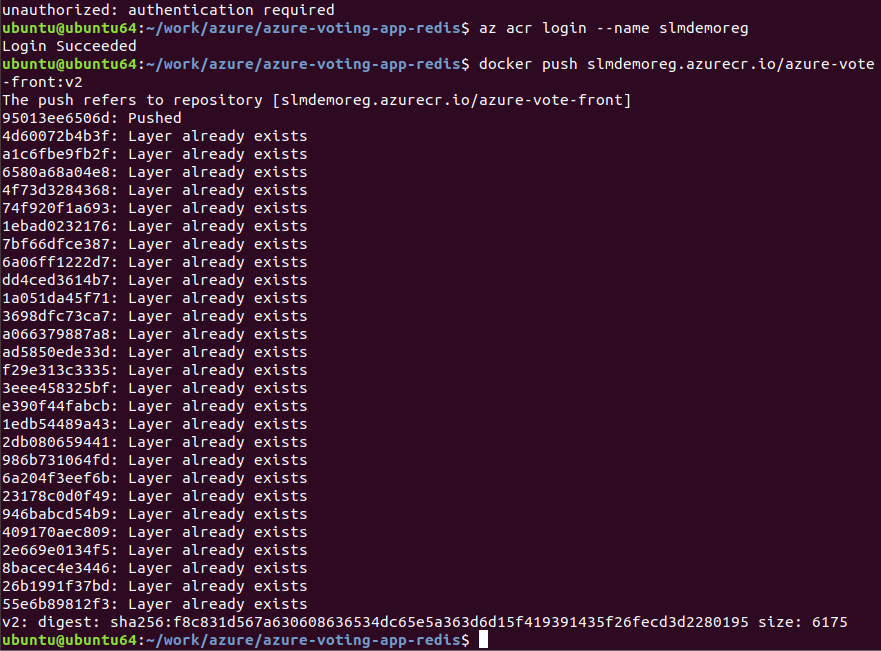 unauthorized: authentication required
ubuntu@ubuntu64:~/work/azure/azure-voting-app-redis$ az acr login --name slmdemoreg
Login Succeeded
ubuntu@ubuntu64:~/work/azure/azure-voting-app-redis$ docker push slmdemoreg.azurecr.io/azure-vote
-front:v2
The push refers to repository [slmdemoreg.azurecr.io/azure-vote-front]
95013ee6506d: Pushed
4d60072b4b3f: Layer already exists
a1c6fbe9fb2f: Layer already exists
6580a68a04e8: Layer already exists
4f73d3284368: Layer already exists
74f920f1a693: Layer already exists
1ebad0232176: Layer already exists
7bf66dfce387: Layer already exists
6a06ff1222d7: Layer already exists
dd4ced3614b7: Layer already exists
1a051da45f71: Layer already exists
3698dfc73ca7: Layer already exists
a066379887a8: Layer already exists
ad5850ede33d: Layer already exists
f29e313c3335: Layer already exists
3eee458325bf: Layer already exists
e390f44fabcb: Layer already exists
1edb54489a43: Layer already exists
2db080659441: Layer already exists
986b731064fd: Layer already exists
6a204f3eef6b: Layer already exists
23178c0d0f49: Layer already exists
946babcd54b9: Layer already exists
409170aec809: Layer already exists
2e669e0134f5: Layer already exists
8bacec4e3446: Layer already exists
26b1991f37bd: Layer already exists
55e6b89812f3: Layer already exists
v2: digest: sha256:f8c831d567a630608636534dc65e5a363d6d15f419391435f26fecd3d2280195 size: 6175
ubuntu@ubuntu64:~/work/azure/azure-voting-app-redis$